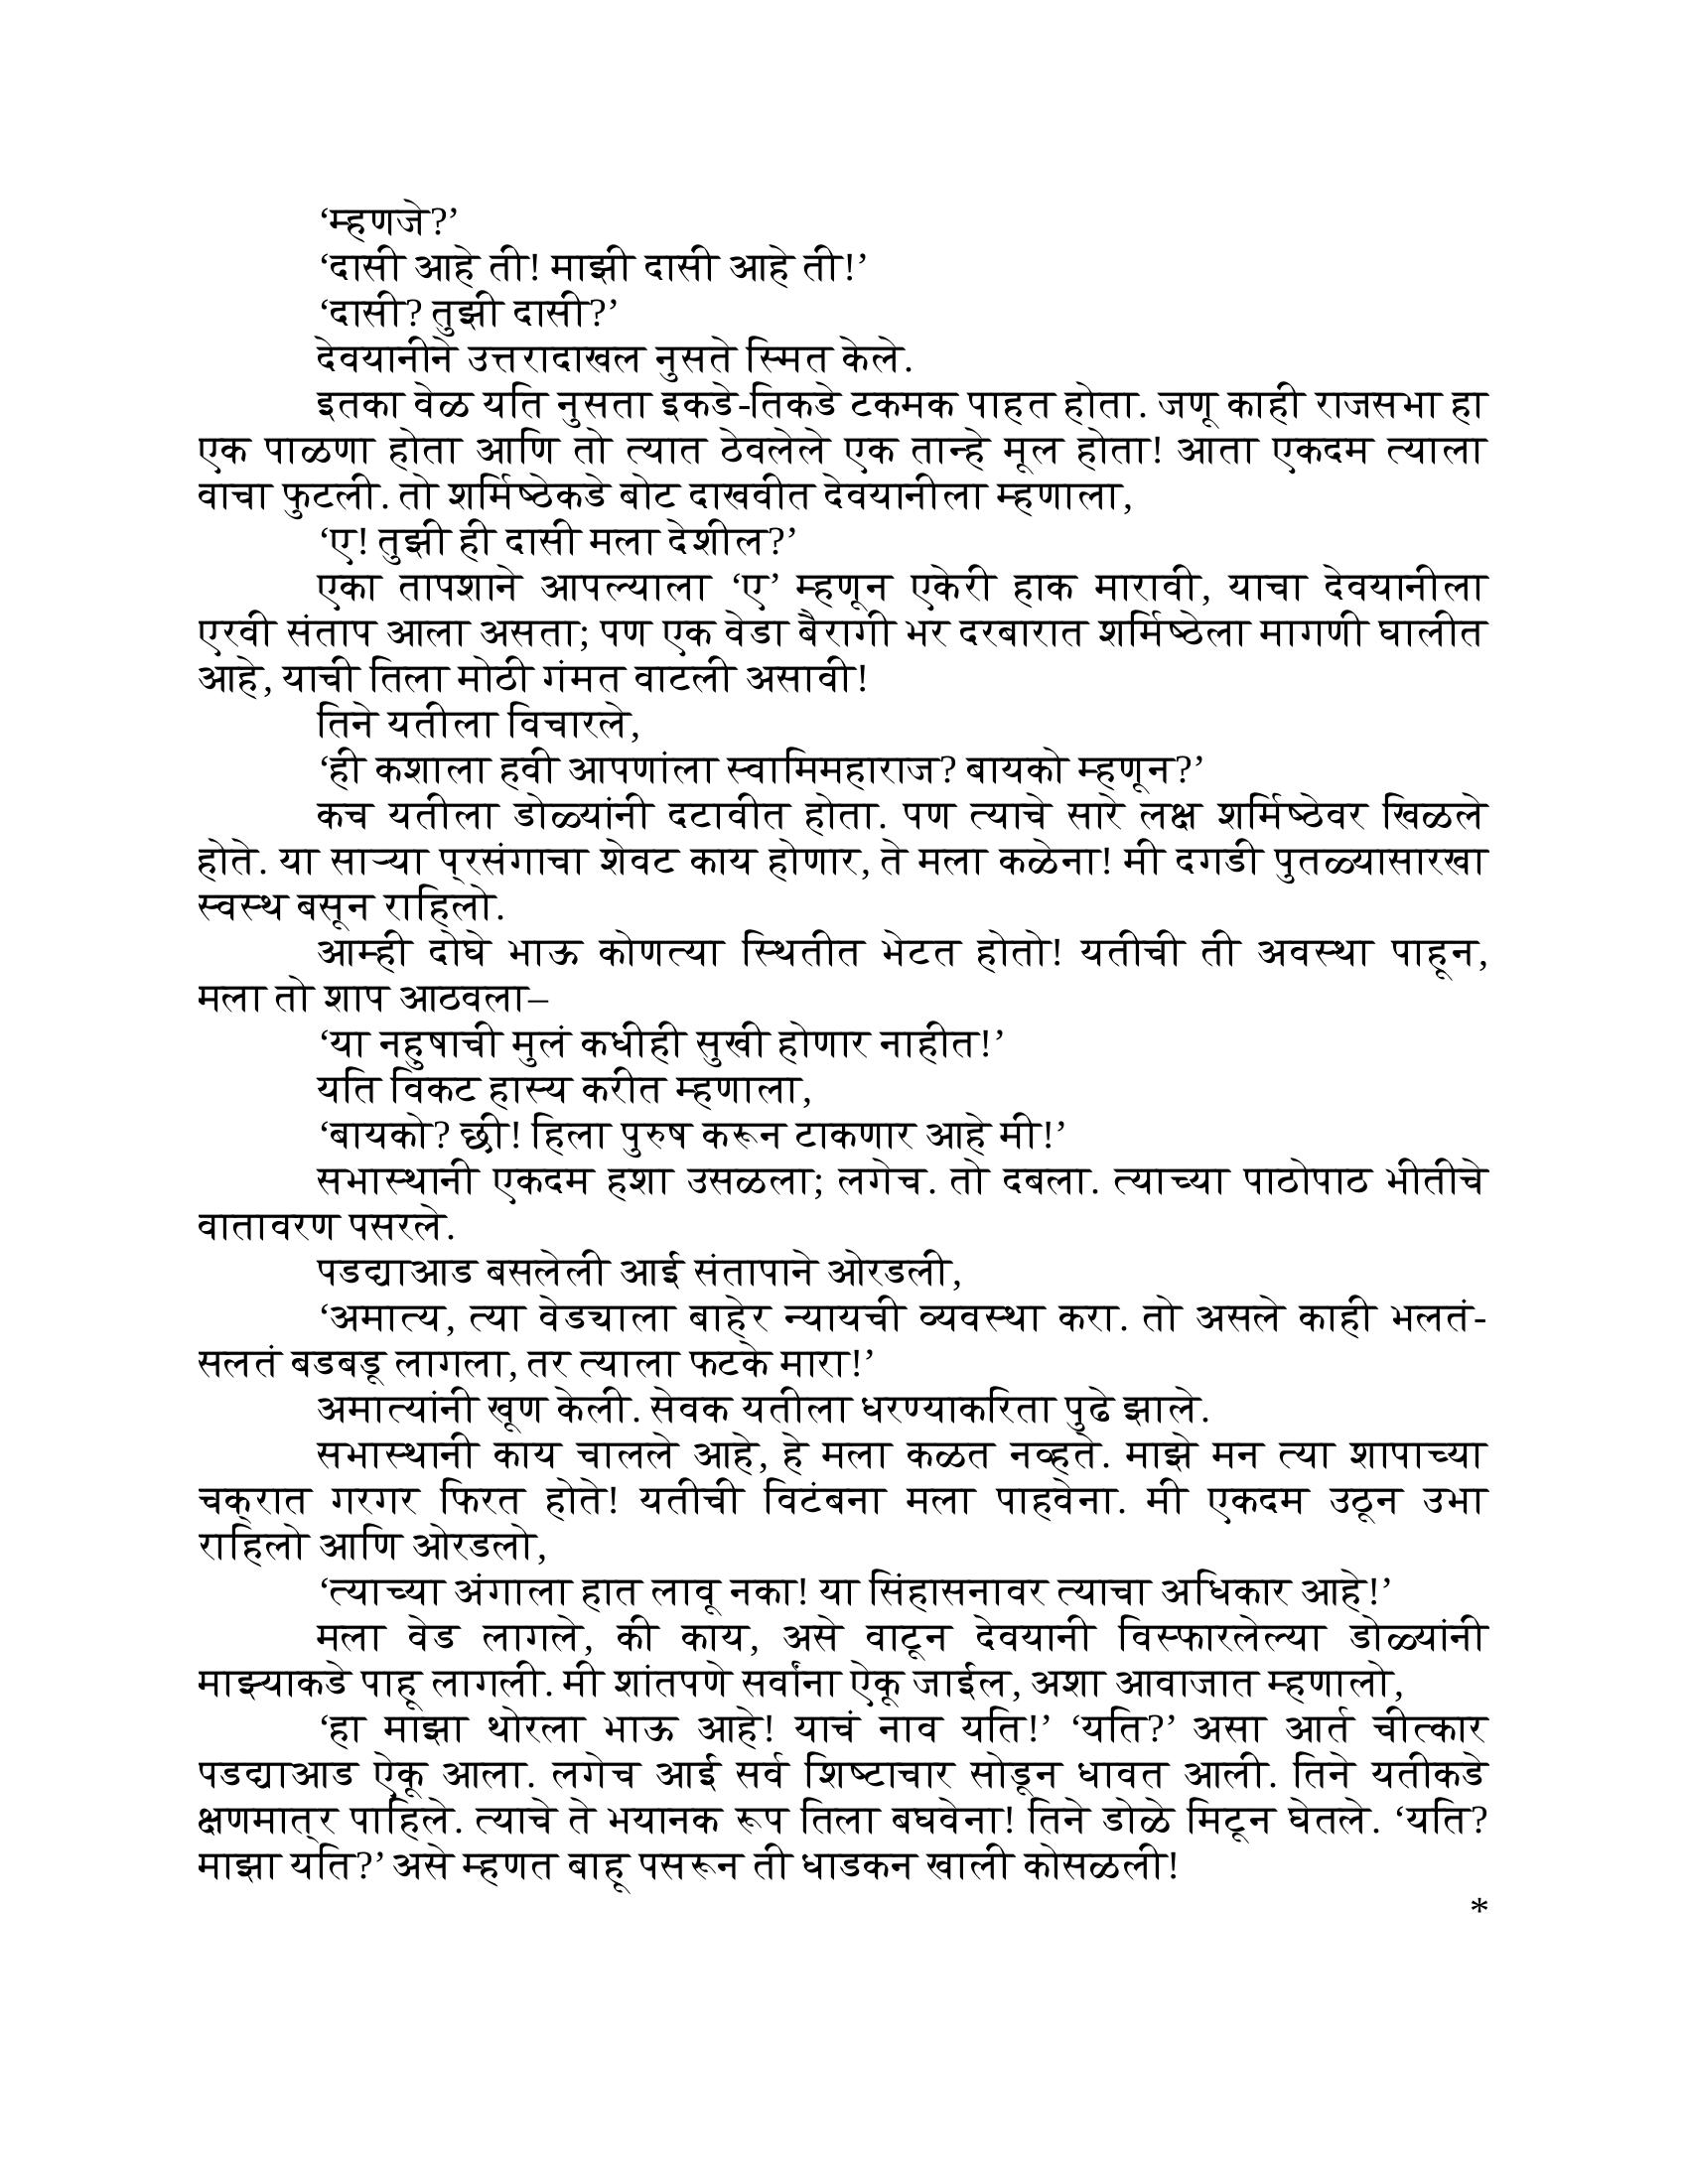 ‘म्हणजे?’
‘दासी आहे ती! माझी दासी आहे ती!’
‘दासी? तुझी दासी?’
देवयानीने उत्तरादाखल नुसते स्मित केले.
इतका वेळ यति नुसता इकडे-तिकडे टकमक पाहत होता. जणू काही राजसभा हा
एक पाळणा होता आणि तो त्यात ठेवलेले एक तान्हे मूल होता! आता एकदम त्याला
वाचा फुटली. तो शर्मिष्ठेकडे बोट दाखवीत देवयानीला म्हणाला,
‘ए! तुझी ही दासी मला देशील?’
एका तापशाने आपल्याला ‘ए’ म्हणून एकेरी हाक मारावी, याचा देवयानीला
एरवी संताप आला असता; पण एक वेडा बैरागी भर दरबारात शर्मिष्ठेला मागणी घालीत
आहे, याची तिला मोठी गंमत वाटली असावी!
तिने यतीला विचारले,
‘ही कशाला हवी आपणांला स्वामिमहाराज? बायको म्हणून?’
कच यतीला डोळ्यांनी दटावीत होता. पण त्याचे सारे लक्ष शर्मिष्ठेवर खिळले
होते. या साऱ्या प्रसंगाचा शेवट काय होणार, ते मला कळेना! मी दगडी पुतळ्यासारखा
स्वस्थ बसून राहिलो.
आम्ही दोघे भाऊ कोणत्या स्थितीत भेटत होतो! यतीची ती अवस्था पाहून,
मला तो शाप आठवला–
‘या नहुषाची मुलं कधीही सुखी होणार नाहीत!’
यति विकट हास्य करीत म्हणाला,
‘बायको? छी! हिला पुरुष करून टाकणार आहे मी!’
सभास्थानी एकदम हशा उसळला; लगेच. तो दबला. त्याच्या पाठोपाठ भीतीचे
वातावरण पसरले.
पडद्याआड बसलेली आई संतापाने ओरडली,
‘अमात्य, त्या वेड्याला बाहेर न्यायची व्यवस्था करा. तो असले काही भलतं-
सलतं बडबडू लागला, तर त्याला फटके मारा!’
अमात्यांनी खूण केली. सेवक यतीला धरण्याकरिता पुढे झाले.
सभास्थानी काय चालले आहे, हे मला कळत नव्हते. माझे मन त्या शापाच्या
चक्रात गरगर फिरत होते! यतीची विटंबना मला पाहवेना. मी एकदम उठून उभा
राहिलो आणि ओरडलो,
‘त्याच्या अंगाला हात लावू नका! या सिंहासनावर त्याचा अधिकार आहे!’
मला वेड लागले, की काय, असे वाटून देवयानी विस्फारलेल्या डोळ्यांनी
माझ्याकडे पाहू लागली. मी शांतपणे सर्वांना ऐकू जाईल, अशा आवाजात म्हणालो,
‘हा माझा थोरला भाऊ आहे! याचं नाव यति!’ ‘यति?’ असा आर्त चीत्कार
पडद्याआड ऐकू आला. लगेच आई सर्व शिष्टाचार सोडून धावत आली. तिने यतीकडे
क्षणमात्र पाहिले. त्याचे ते भयानक रूप तिला बघवेना! तिने डोळे मिटून घेतले. ‘यति?
माझा यति?’ असे म्हणत बाहू पसरून ती धाडकन खाली कोसळली!
*